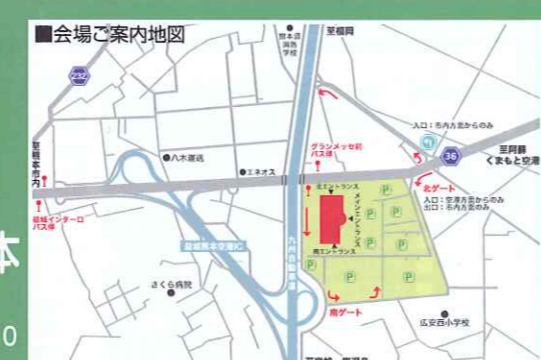 ■会場ご案内地図
至福岡
熊本県
消防
学校
232
入口：市内方面からのみ
グランメッセ前
バス停
至阿蘇
くまもと空港
36
八木運送
エネオス
至熊本市内
北ゲート
入口：空港方面からのみ
出口：市内方面のみ
北エントランス
メインエントランス
南エントランス
益城インター口
バス停
益城熊本空港IC
九州自動車道
P
P
P
P
P
P
P
さくら病院
南ゲート
広安西小学校
本
0